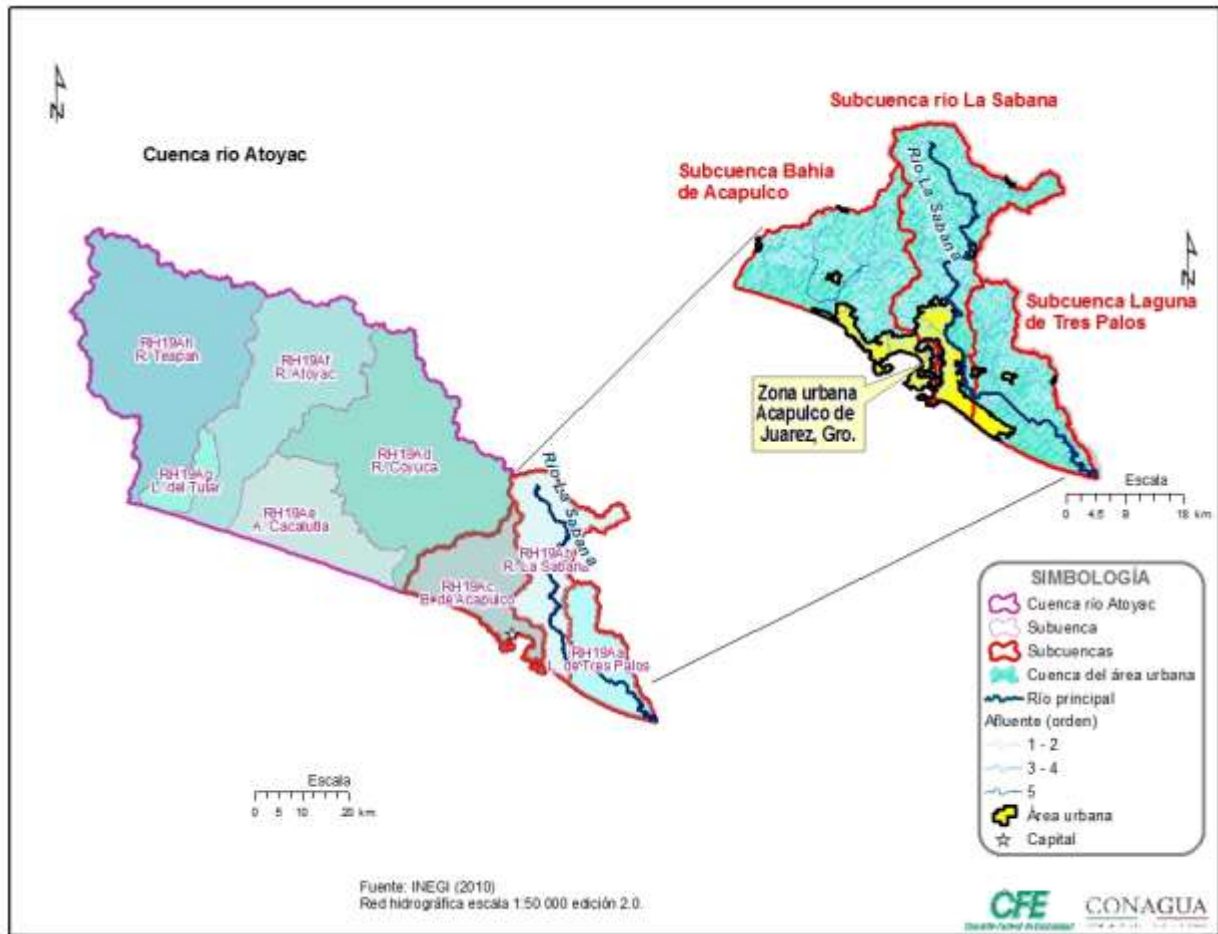 N
Cuenca río Atoyac
Subcuenca río La Sabana
Subcuenca Bahía
de Acapulco
Río La Sabana
N
Subcuenca Laguna
de Tres Palos
Zona urbana
Acapulco de
Juarez, Gro.
Escala
0 4.5 9 18 km
RH19Ah
R. Tecpan
RH19Af
R. Atoyac
RH19Ad
R. Coyuca
RH19Ag
L. del Tular
RH19Ae
A. Cacalutla
Río La Sabana
RH19Ab
R. La Sabana
RH19Ac
B. de Acapulco
RH19Aa
L. de Tres Palos
Escala
0 5 10 20 km
SIMBOLOGÍA
Cuenca río Atoyac
Subuenca
Subcuencas
Cuenca del área urbana
Río principal
Afluente (orden)
1 - 2
3 - 4
5
Área urbana
Capital
Fuente: INEGI (2010)
Red hidrográfica escala 1:50 000 edición 2.0.
CFE
Comisión Federal de Electricidad
CONAGUA